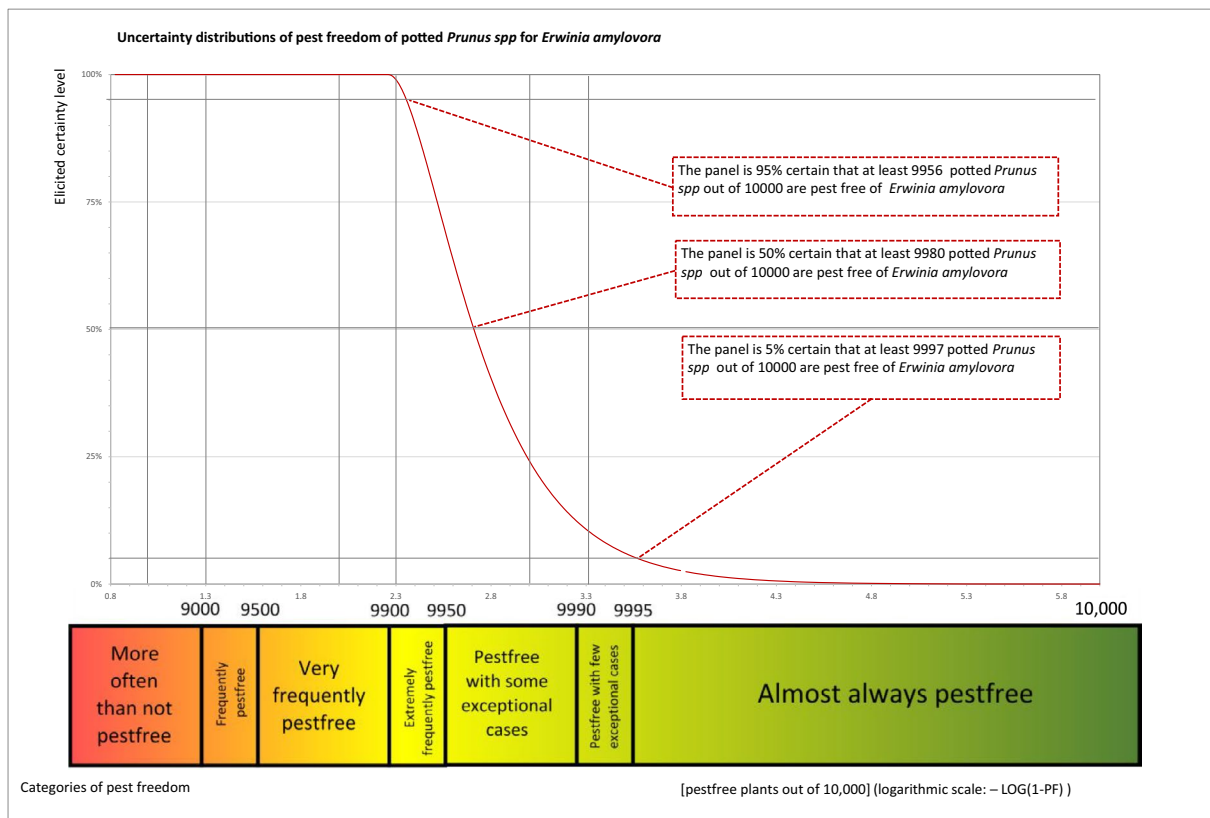 Uncertainty distributions of pest freedom of potted Prunus spp for Erwinia amylovora
Elicited certainty level
100%
75%
50%
25%
0%
The panel is 95% certain that at least 9956 potted Prunus
spp out of 10000 are pest free of Erwinia amylovora
The panel is 50% certain that at least 9980 potted Prunus
spp out of 10000 are pest free of Erwinia amylovora
The panel is 5% certain that at least 9997 potted Prunus
spp out of 10000 are pest free of Erwinia amylovora
0.8 1.3 1.8 2.3 2.8 3.3 3.8 4.3 4.8 5.3 5.8
9000 9500 9900 9950 9990 9995 10,000
More
often
than not
pestfree
Frequently
pestfree
Very
frequently
pestfree
Extremely
frequently pestfree
Pestfree
with some
exceptional
cases
Pestfree with few
exceptional cases
Almost always pestfree
Categories of pest freedom
[pestfree plants out of 10,000] (logarithmic scale: – LOG(1-PF) )